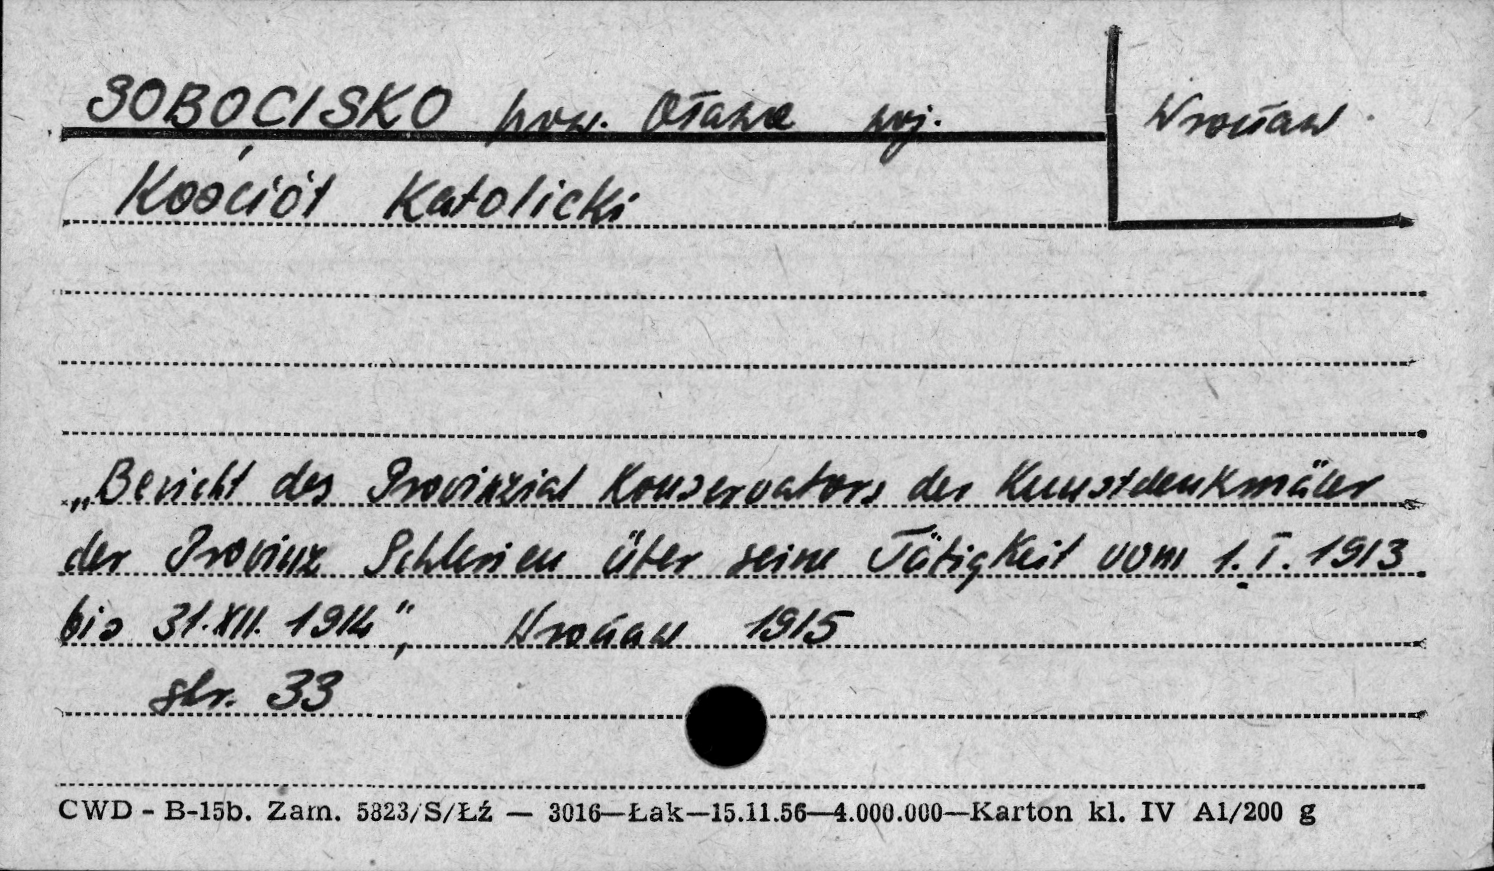 SOBOCISKO pow. Oława woj. Wrocław
Kościół Katolicki
„Bericht des Provinzial Konservators der Kunstdenkmäler
der Provinz Schlesien über seine Tätigkeit vom 1.I.1913
bis 31.XII.1914", Wrocław 1915
str. 33
CWD - B-15b. Zam. 5823/S/Łź — 3016—Łak—15.11.56—4.000.000—Karton kl. IV A1/200 g